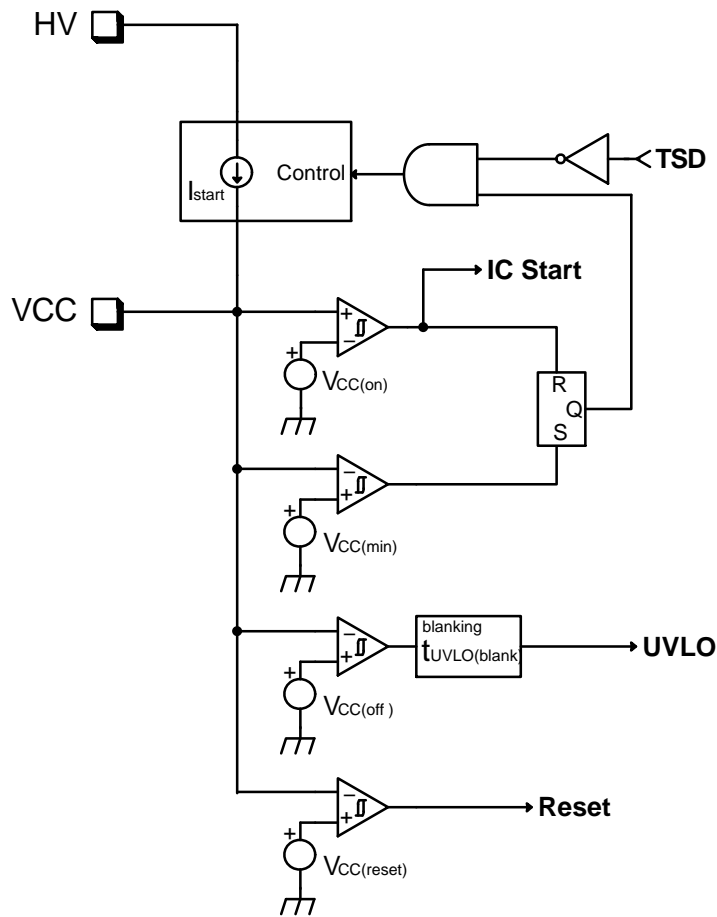 HV
TSD
Control
Istart
IC Start
VCC
+
−
+
VCC(on)
R
Q
S
−
+
+
VCC(min)
−
+
blanking
tUVLO(blank)
UVLO
+
VCC(off )
−
+
Reset
+
VCC(reset)